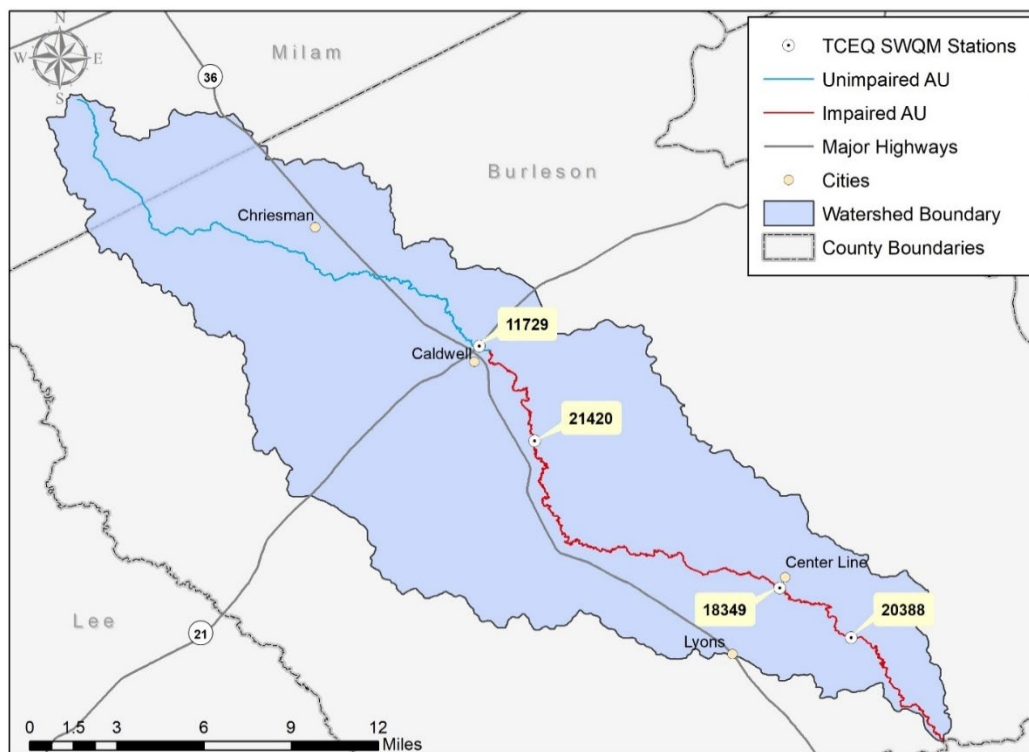 N
W
E
S
Milam
36
TCEQ SWQM Stations
Unimpaired AU
Impaired AU
Major Highways
Cities
Watershed Boundary
County Boundaries
Burleson
Chriesman
11729
Caldwell
21420
Center Line
18349
20388
Lee
21
Lyons
0 1.5 3 6 9 12
Miles